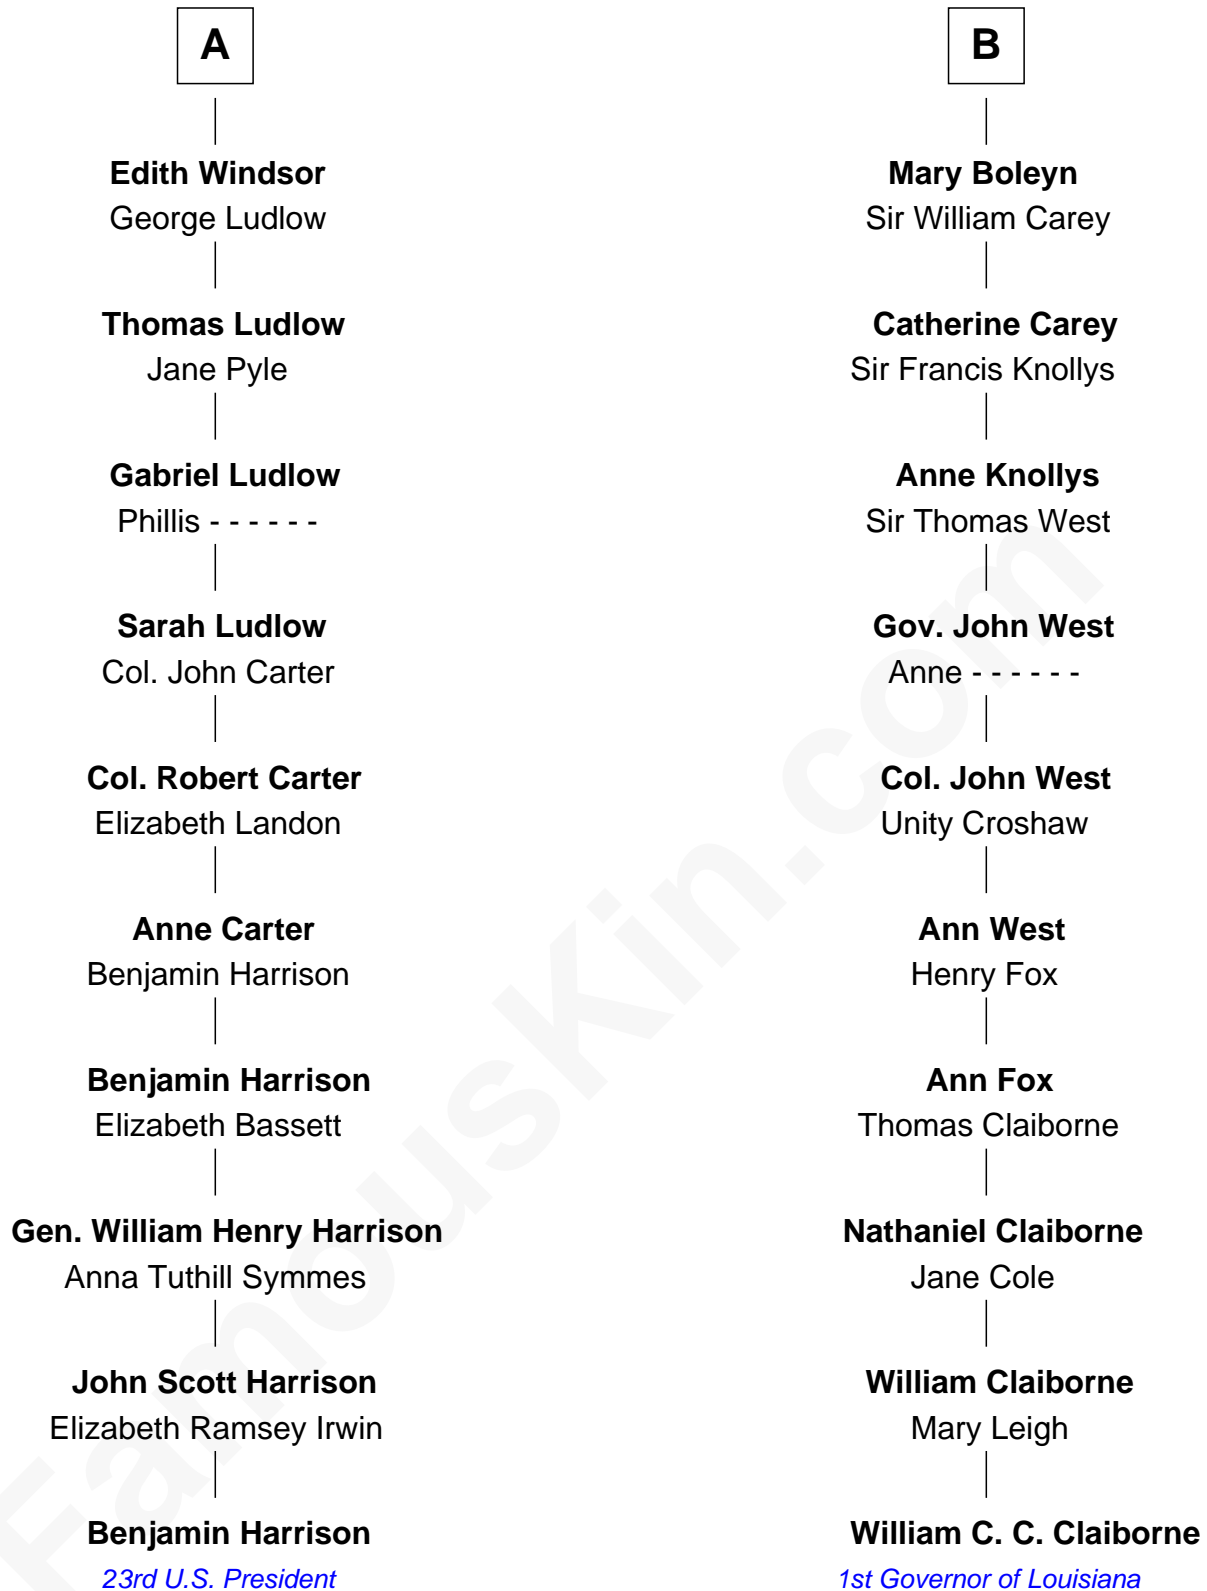 A
Edith Windsor
George Ludlow
Thomas Ludlow
Jane Pyle
Gabriel Ludlow
Phillis - - - - - -
Sarah Ludlow
Col. John Carter
Col. Robert Carter
Elizabeth Landon
Anne Carter
Benjamin Harrison
Benjamin Harrison
Elizabeth Bassett
Gen. William Henry Harrison
Anna Tuthill Symmes
John Scott Harrison
Elizabeth Ramsey Irwin
Benjamin Harrison
23rd U.S. President
B
Mary Boleyn
Sir William Carey
Catherine Carey
Sir Francis Knollys
Anne Knollys
Sir Thomas West
Gov. John West
Anne - - - - - -
Col. John West
Unity Croshaw
Ann West
Henry Fox
Ann Fox
Thomas Claiborne
Nathaniel Claiborne
Jane Cole
William Claiborne
Mary Leigh
William C. C. Claiborne
1st Governor of Louisiana
FamousKin.com